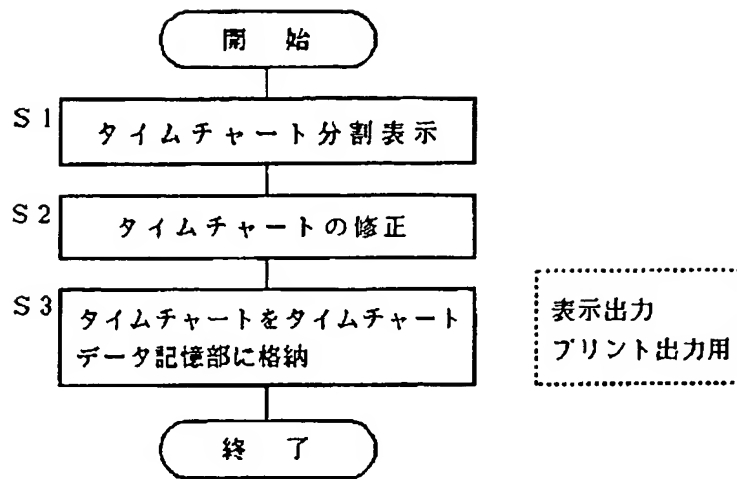 開 始
S1
タイムチャート分割表示
S2
タイムチャートの修正
S3
タイムチャートをタイムチャート
データ記憶部に格納
表示出力
プリント出力用
終 了